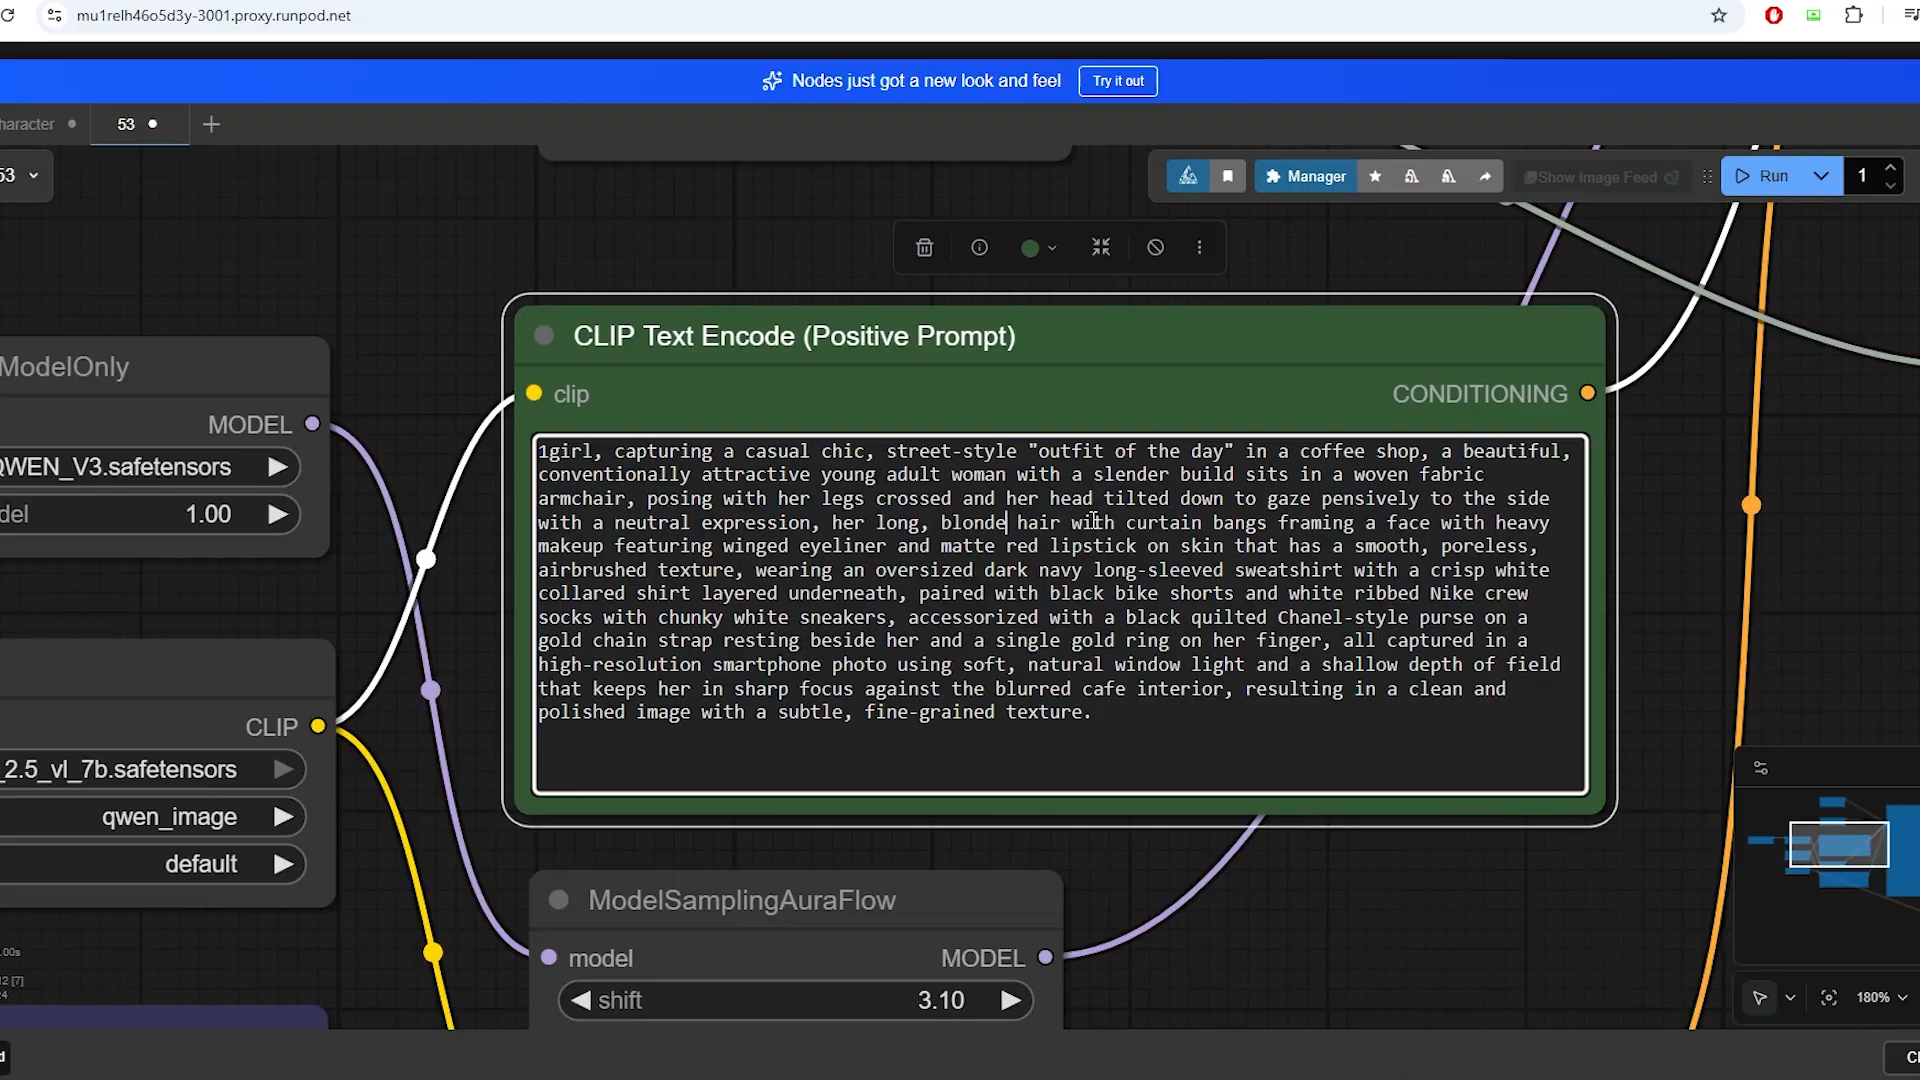 mu1relh46o5d3y-3001.proxy.runpod.net
Nodes just got a new look and feel
Try it out
haracter
53
53
Manager
Show Image Feed
Run
1
CLIP Text Encode (Positive Prompt)
clip
CONDITIONING
1girl, capturing a casual chic, street-style "outfit of the day" in a coffee shop, a beautiful,
conventionally attractive young adult woman with a slender build sits in a woven fabric
armchair, posing with her legs crossed and her head tilted down to gaze pensively to the side
with a neutral expression, her long, blonde hair with curtain bangs framing a face with heavy
makeup featuring winged eyeliner and matte red lipstick on skin that has a smooth, poreless,
airbrushed texture, wearing an oversized dark navy long-sleeved sweatshirt with a crisp white
collared shirt layered underneath, paired with black bike shorts and white ribbed Nike crew
socks with chunky white sneakers, accessorized with a black quilted Chanel-style purse on a
gold chain strap resting beside her and a single gold ring on her finger, all captured in a
high-resolution smartphone photo using soft, natural window light and a shallow depth of field
that keeps her in sharp focus against the blurred cafe interior, resulting in a clean and
polished image with a subtle, fine-grained texture.
ModelOnly
MODEL
QWEN_V3.safetensors
del
1.00
CLIP
_2.5_vl_7b.safetensors
qwen_image
default
.00s
12 [7]
24
ModelSamplingAuraFlow
model
MODEL
shift
3.10
180%
d